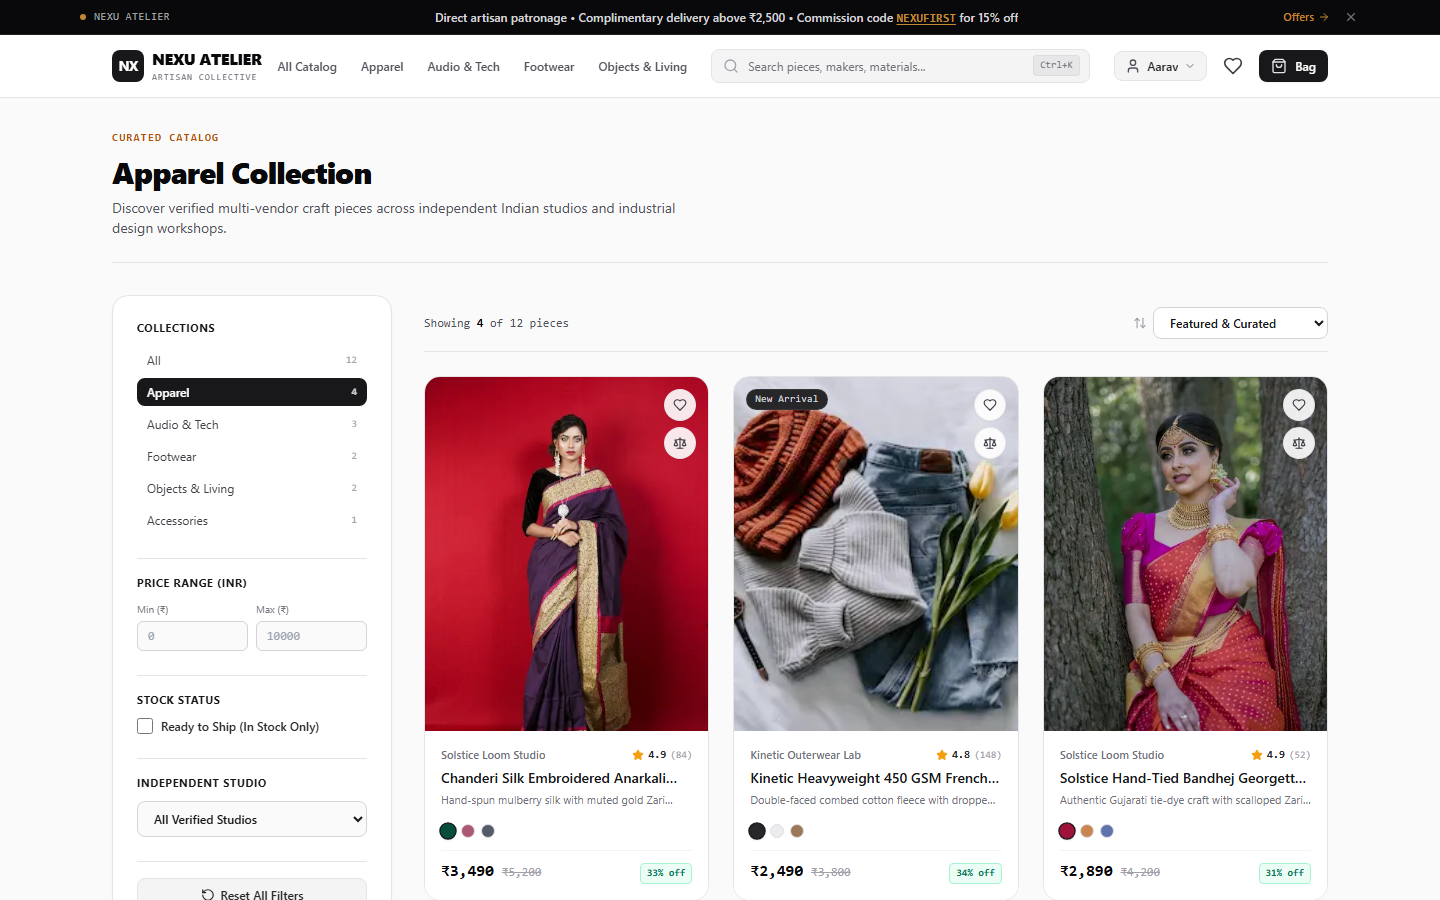 NEXU ATELIER
Direct artisan patronage • Complimentary delivery above ₹2,500 • Commission code NEXUFIRST for 15% off
Offers →
NX
NEXU ATELIER
ARTISAN COLLECTIVE
All Catalog
Apparel
Audio & Tech
Footwear
Objects & Living
Search pieces, makers, materials...
Ctrl+K
Aarav
Bag
CURATED CATALOG
Apparel Collection
Discover verified multi-vendor craft pieces across independent Indian studios and industrial
design workshops.
COLLECTIONS
All 12
Apparel 4
Audio & Tech 3
Footwear 2
Objects & Living 2
Accessories 1
PRICE RANGE (INR)
Min (₹) Max (₹)
0 10000
STOCK STATUS
Ready to Ship (In Stock Only)
INDEPENDENT STUDIO
All Verified Studios
Reset All Filters
Showing 4 of 12 pieces
Featured & Curated
Solstice Loom Studio 4.9 (84)
Chanderi Silk Embroidered Anarkali...
Hand-spun mulberry silk with muted gold Zari...
₹3,490 ₹5,200 33% off
New Arrival
Kinetic Outerwear Lab 4.8 (148)
Kinetic Heavyweight 450 GSM French...
Double-faced combed cotton fleece with droppe...
₹2,490 ₹3,800 34% off
Solstice Loom Studio 4.9 (52)
Solstice Hand-Tied Bandhej Georgett...
Authentic Gujarati tie-dye craft with scalloped Zari...
₹2,890 ₹4,200 31% off